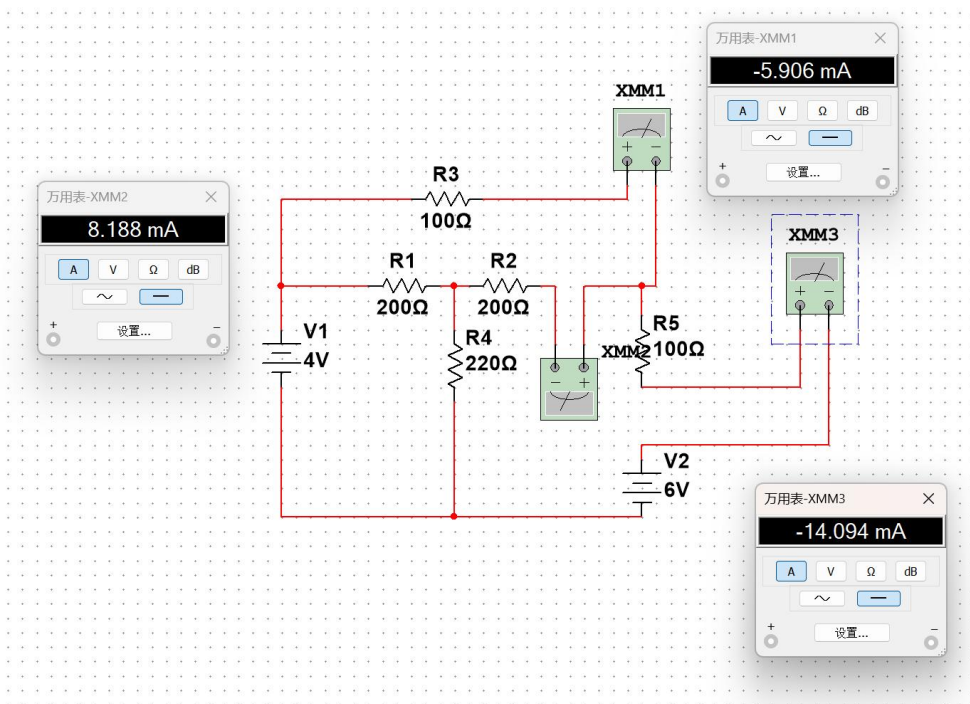 万用表-XMM1
-5.906 mA
A V Ω dB
+ 设置... -
XMM1
+ -
R3
100Ω
万用表-XMM2
8.188 mA
A V Ω dB
+ 设置... -
XMM3
+ -
R1
200Ω
R2
200Ω
V1
4V
R4
220Ω
XMM2
- +
R5
100Ω
V2
6V
万用表-XMM3
-14.094 mA
A V Ω dB
+ 设置... -